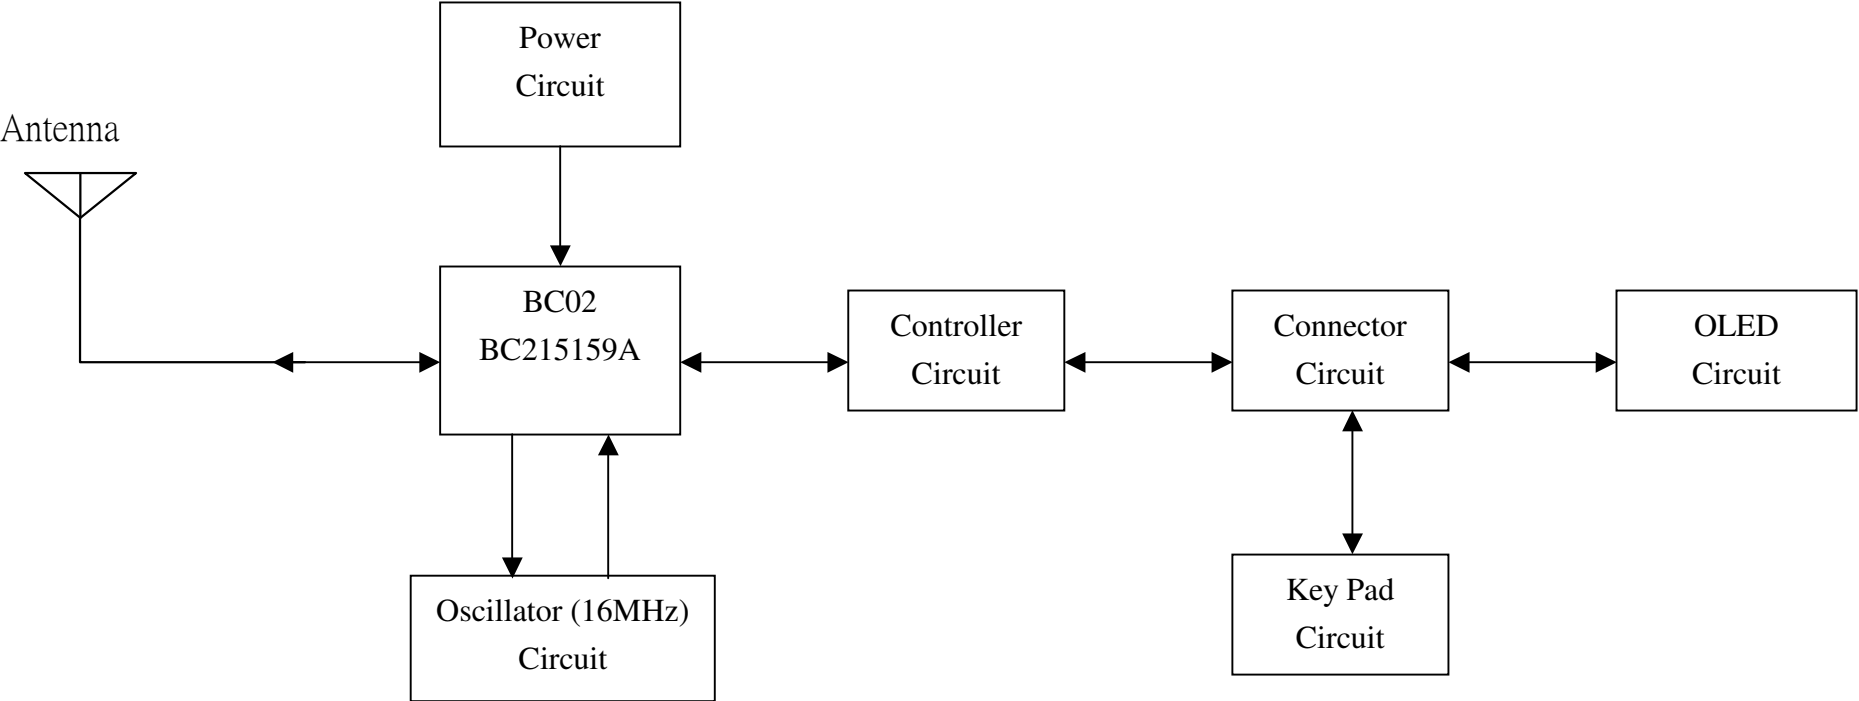 Power
Circuit
Antenna
BC02
BC215159A
Controller
Circuit
Connector
Circuit
OLED
Circuit
Oscillator (16MHz)
Circuit
Key Pad
Circuit